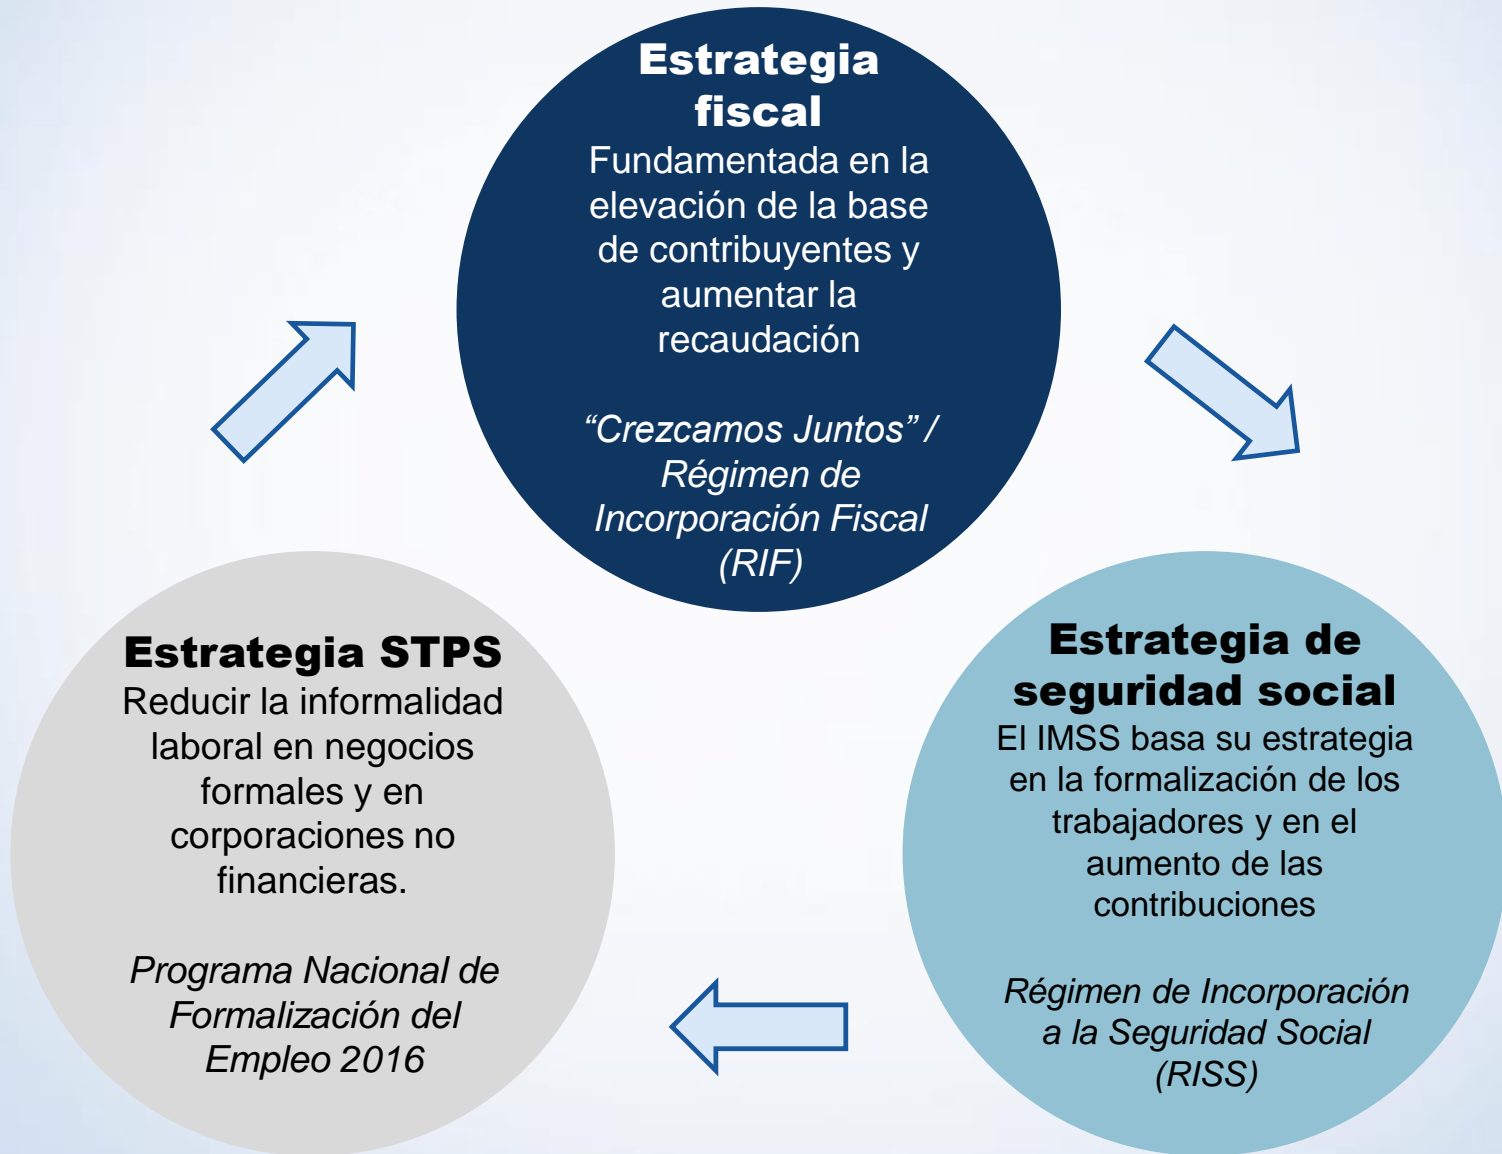 Estrategia
fiscal
Fundamentada en la
elevación de la base
de contribuyentes y
aumentar la
recaudación
“Crezcamos Juntos” /
Régimen de
Incorporación Fiscal
(RIF)
Estrategia STPS
Reducir la informalidad
laboral en negocios
formales y en
corporaciones no
financieras.
Programa Nacional de
Formalización del
Empleo 2016
Estrategia de
seguridad social
El IMSS basa su estrategia
en la formalización de los
trabajadores y en el
aumento de las
contribuciones
Régimen de Incorporación
a la Seguridad Social
(RISS)